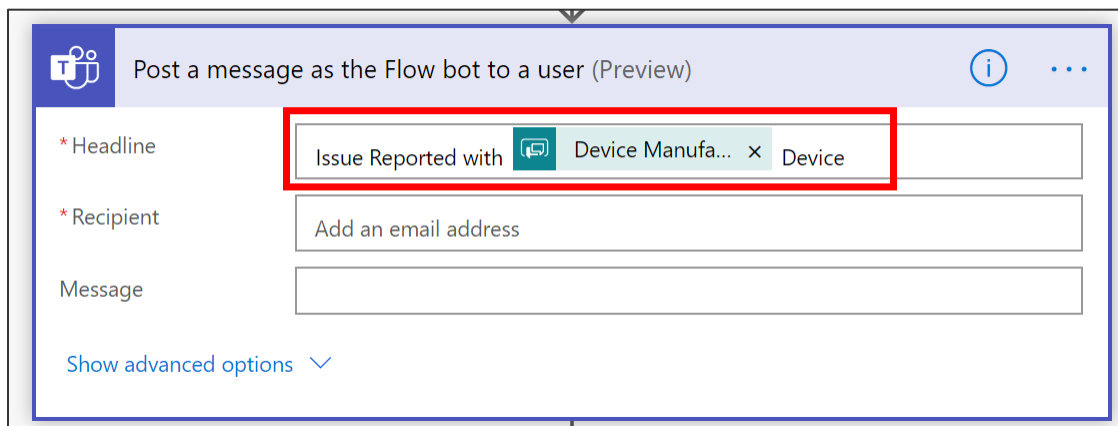 Post a message as the Flow bot to a user (Preview)
* Headline
Issue Reported with Device Manufa... × Device
* Recipient
Add an email address
Message
Show advanced options